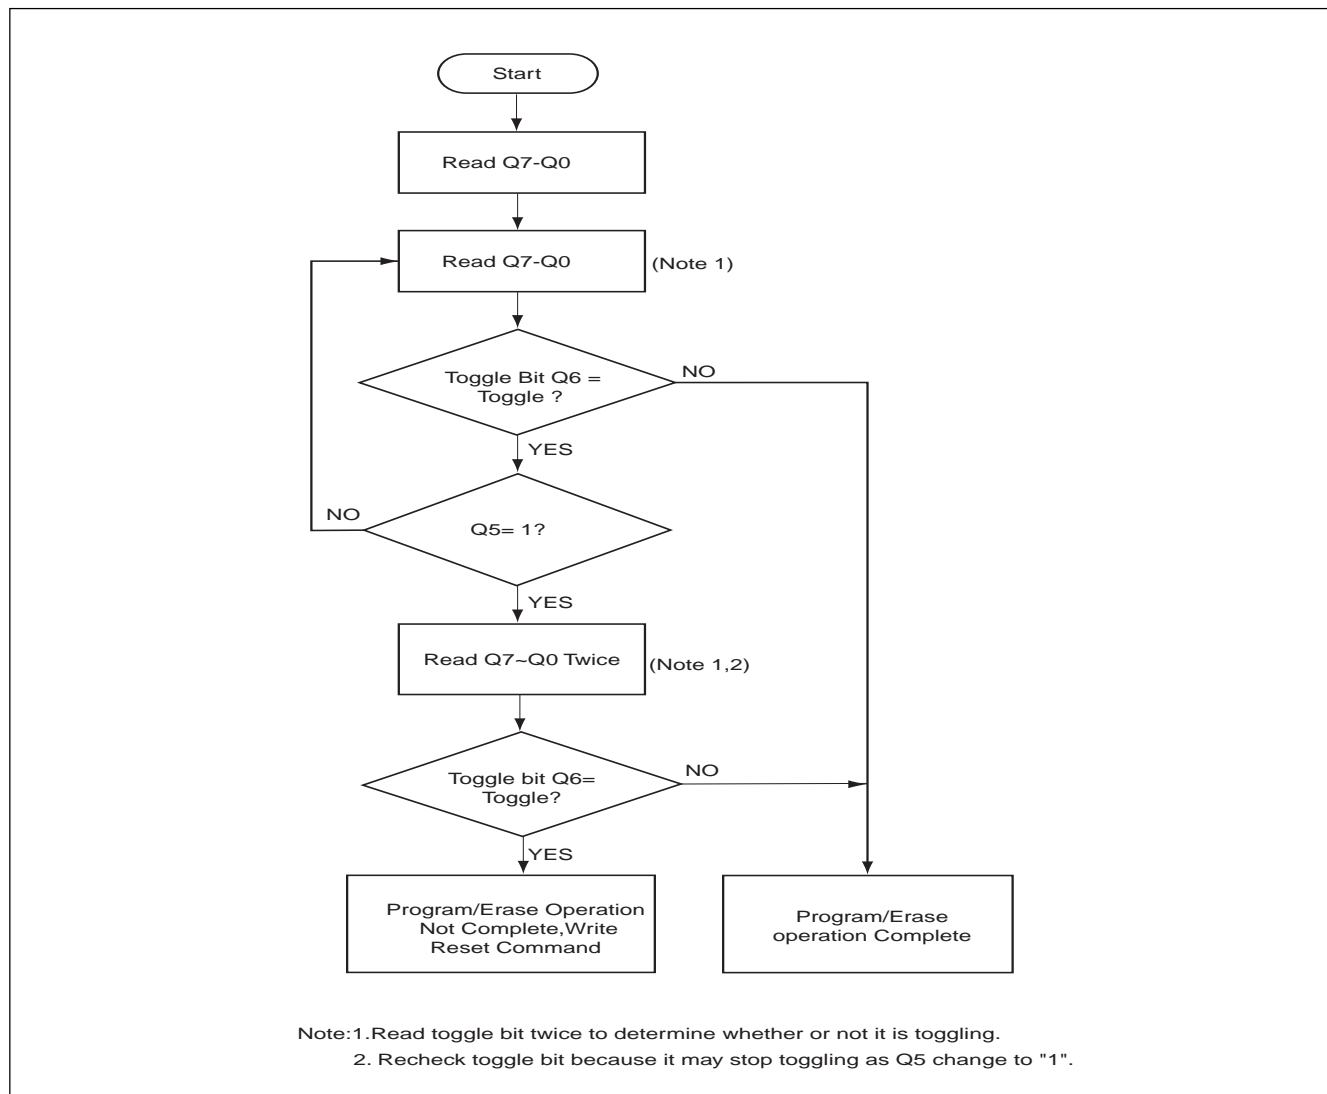 Start
Read Q7-Q0
Read Q7-Q0
(Note 1)
Toggle Bit Q6 =
Toggle ?
NO
YES
NO
Q5= 1?
YES
Read Q7~Q0 Twice
(Note 1,2)
Toggle bit Q6=
Toggle?
NO
YES
Program/Erase Operation
Not Complete,Write
Reset Command
Program/Erase
operation Complete
Note:1.Read toggle bit twice to determine whether or not it is toggling.
2. Recheck toggle bit because it may stop toggling as Q5 change to "1".